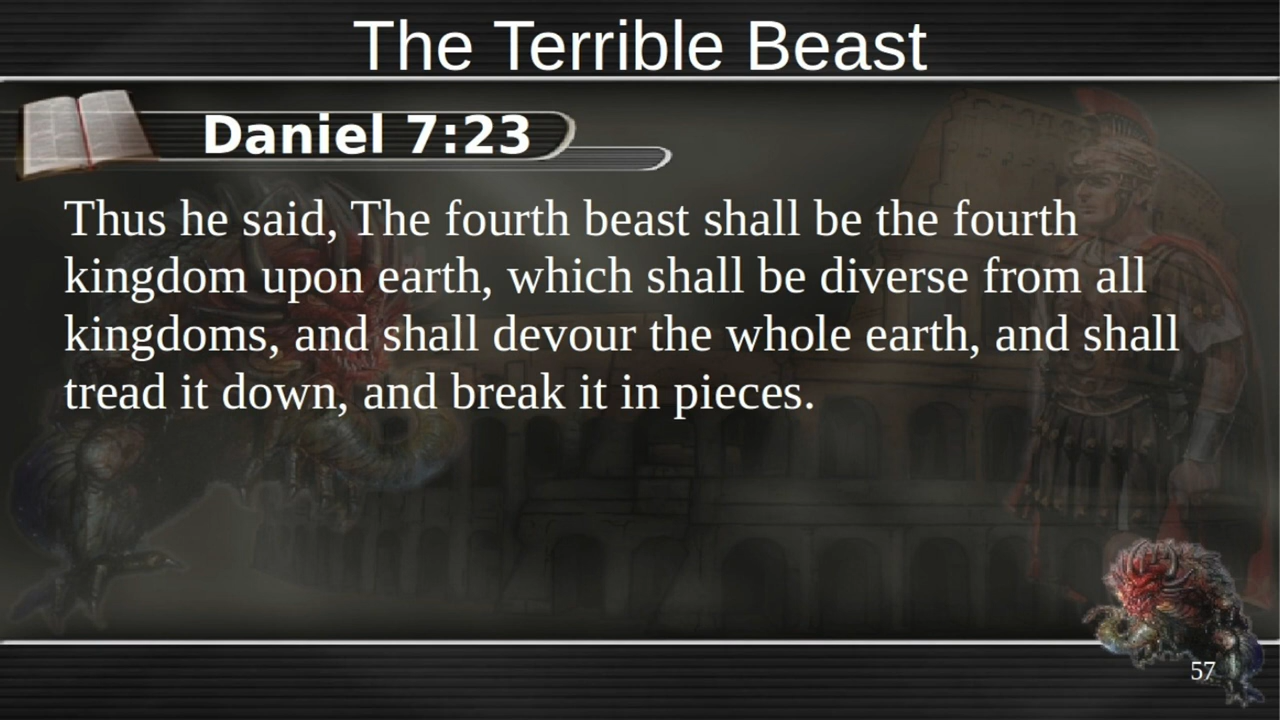 The Terrible Beast
Daniel 7:23
Thus he said, The fourth beast shall be the fourth
kingdom upon earth, which shall be diverse from all
kingdoms, and shall devour the whole earth, and shall
tread it down, and break it in pieces.
57